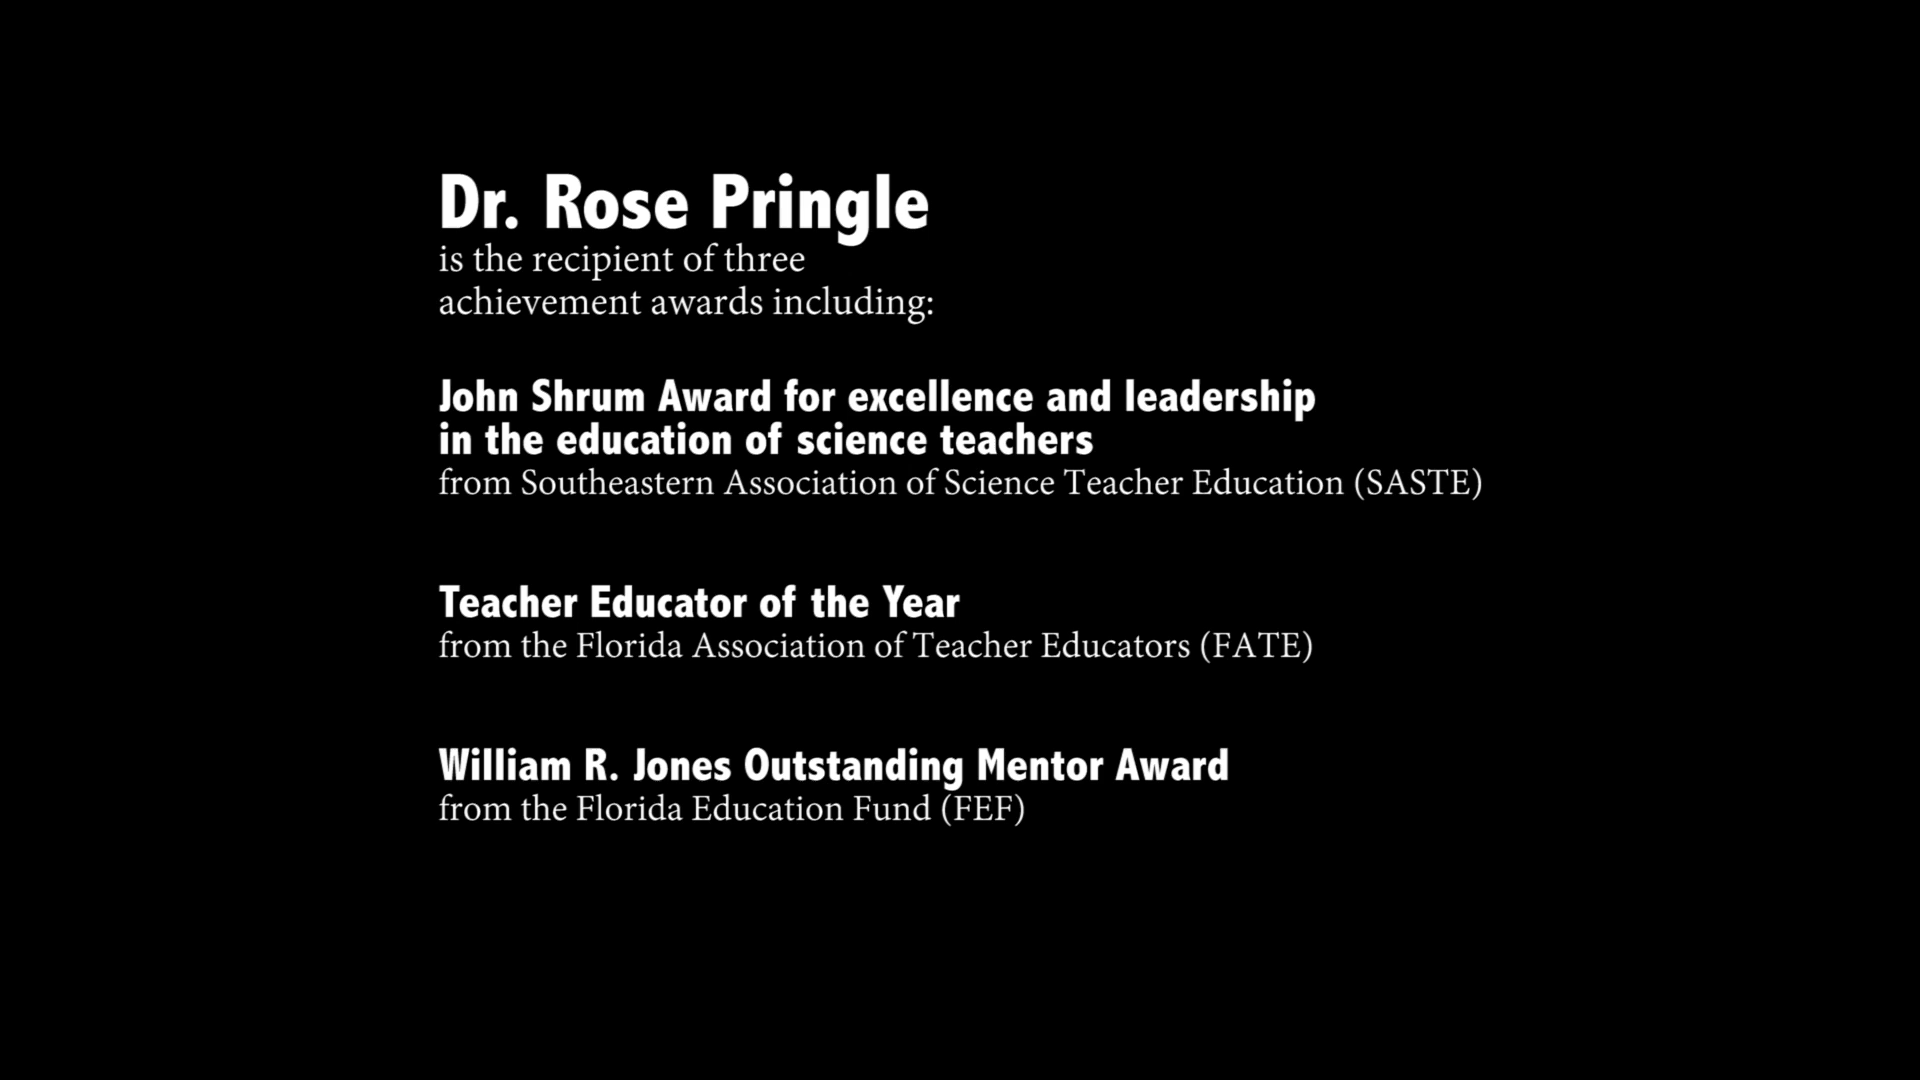 Dr. Rose Pringle
is the recipient of three
achievement awards including:
John Shrum Award for excellence and leadership
in the education of science teachers
from Southeastern Association of Science Teacher Education (SASTE)
Teacher Educator of the Year
from the Florida Association of Teacher Educators (FATE)
William R. Jones Outstanding Mentor Award
from the Florida Education Fund (FEF)